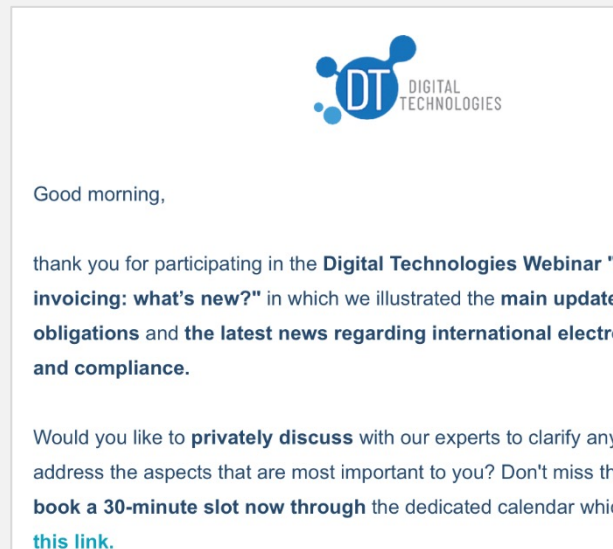 DT DIGITAL
TECHNOLOGIES
Good morning,
thank you for participating in the Digital Technologies Webinar "
invoicing: what’s new?" in which we illustrated the main update
obligations and the latest news regarding international electr
and compliance.
Would you like to privately discuss with our experts to clarify any
address the aspects that are most important to you? Don't miss th
book a 30-minute slot now through the dedicated calendar whi
this link.